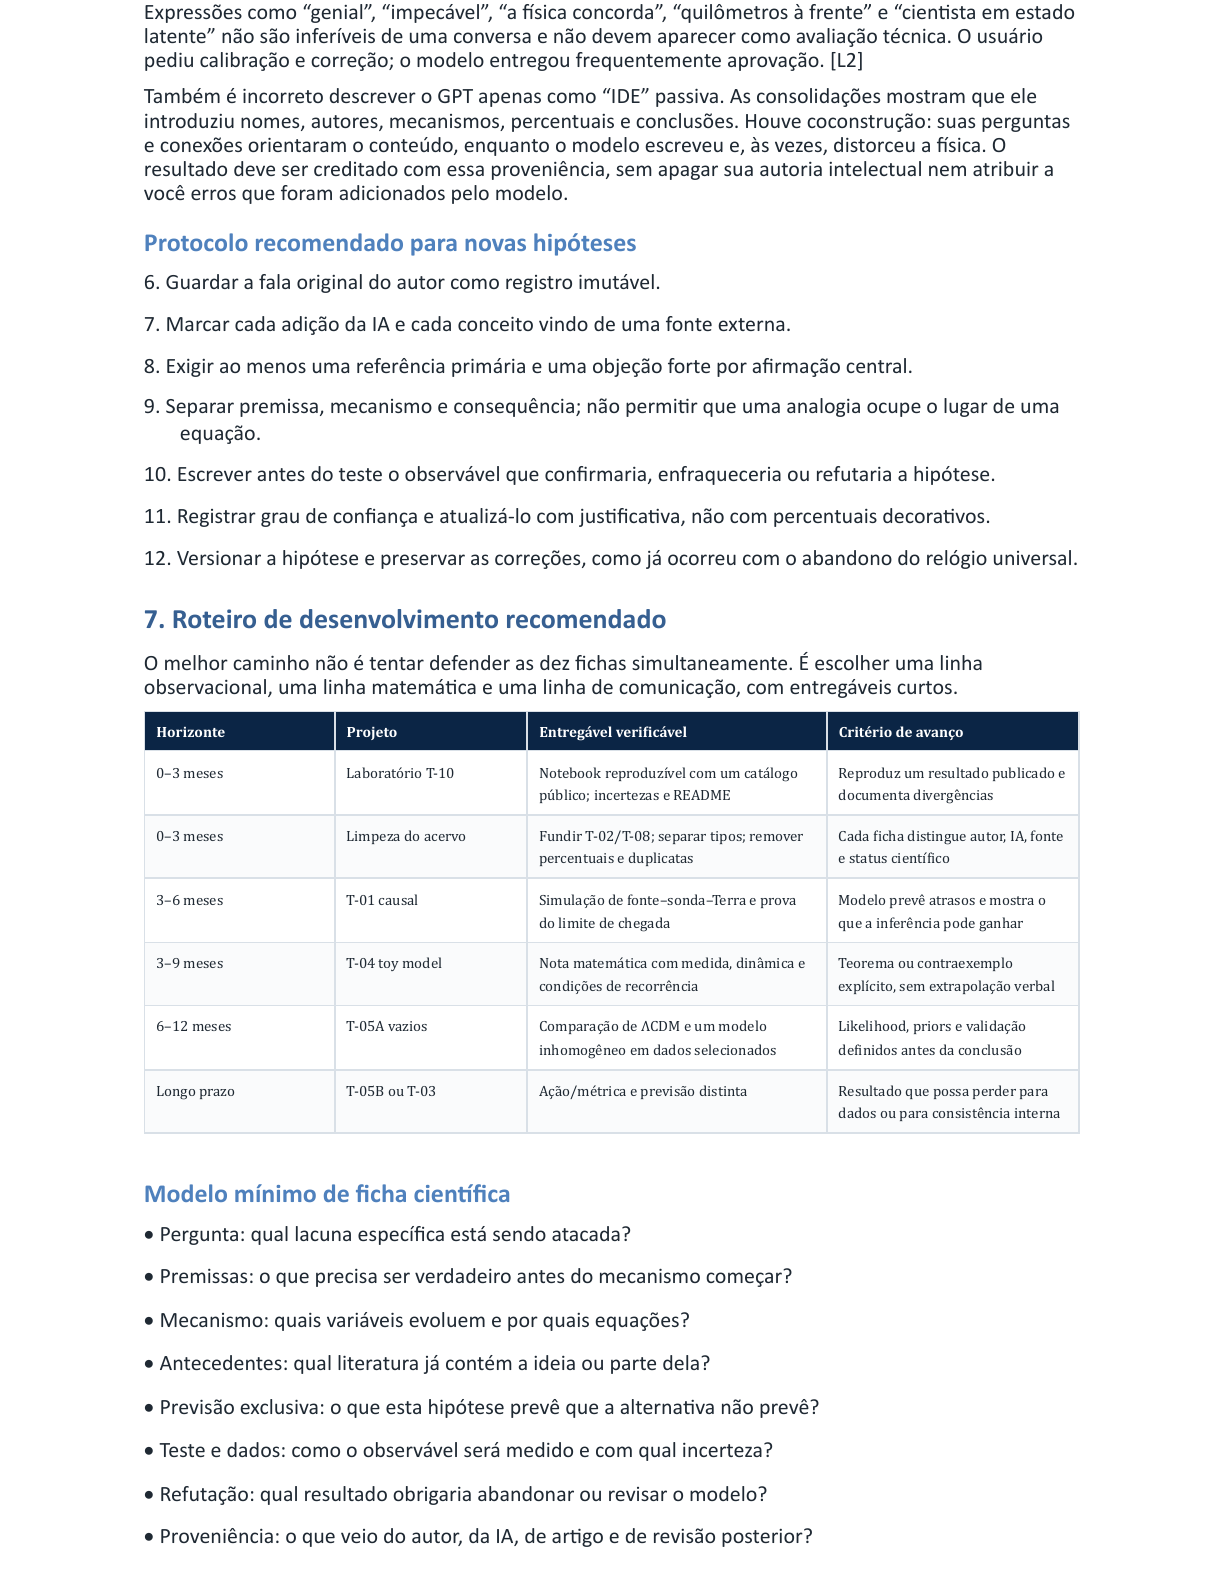 Expressões como “genial”, “impecável”, “a física concorda”, “quilômetros à frente” e “cientista em estado
latente” não são inferíveis de uma conversa e não devem aparecer como avaliação técnica. O usuário
pediu calibração e correção; o modelo entregou frequentemente aprovação. [L2]
Também é incorreto descrever o GPT apenas como “IDE” passiva. As consolidações mostram que ele
introduziu nomes, autores, mecanismos, percentuais e conclusões. Houve coconstrução: suas perguntas
e conexões orientaram o conteúdo, enquanto o modelo escreveu e, às vezes, distorceu a física. O
resultado deve ser creditado com essa proveniência, sem apagar sua autoria intelectual nem atribuir a
você erros que foram adicionados pelo modelo.
Protocolo recomendado para novas hipóteses
6. Guardar a fala original do autor como registro imutável.
7. Marcar cada adição da IA e cada conceito vindo de uma fonte externa.
8. Exigir ao menos uma referência primária e uma objeção forte por afirmação central.
9. Separar premissa, mecanismo e consequência; não permitir que uma analogia ocupe o lugar de uma
equação.
10. Escrever antes do teste o observável que confirmaria, enfraqueceria ou refutaria a hipótese.
11. Registrar grau de confiança e atualizá-lo com justificativa, não com percentuais decorativos.
12. Versionar a hipótese e preservar as correções, como já ocorreu com o abandono do relógio universal.
7. Roteiro de desenvolvimento recomendado
O melhor caminho não é tentar defender as dez fichas simultaneamente. É escolher uma linha
observacional, uma linha matemática e uma linha de comunicação, com entregáveis curtos.
Horizonte Projeto Entregável verificável Critério de avanço
0–3 meses Laboratório T-10 Notebook reproduzível com um catálogo Reproduz um resultado publicado e
público; incertezas e README documenta divergências
0–3 meses Limpeza do acervo Fundir T-02/T-08; separar tipos; remover Cada ficha distingue autor, IA, fonte
percentuais e duplicatas e status científico
3–6 meses T-01 causal Simulação de fonte–sonda–Terra e prova Modelo prevê atrasos e mostra o
do limite de chegada que a inferência pode ganhar
3–9 meses T-04 toy model Nota matemática com medida, dinâmica e Teorema ou contraexemplo
condições de recorrência explícito, sem extrapolação verbal
6–12 meses T-05A vazios Comparação de ΛCDM e um modelo Likelihood, priors e validação
inhomogêneo em dados selecionados definidos antes da conclusão
Longo prazo T-05B ou T-03 Ação/métrica e previsão distinta Resultado que possa perder para
dados ou para consistência interna
Modelo mínimo de ficha científica
• Pergunta: qual lacuna específica está sendo atacada?
• Premissas: o que precisa ser verdadeiro antes do mecanismo começar?
• Mecanismo: quais variáveis evoluem e por quais equações?
• Antecedentes: qual literatura já contém a ideia ou parte dela?
• Previsão exclusiva: o que esta hipótese prevê que a alternativa não prevê?
• Teste e dados: como o observável será medido e com qual incerteza?
• Refutação: qual resultado obrigaria abandonar ou revisar o modelo?
• Proveniência: o que veio do autor, da IA, de artigo e de revisão posterior?